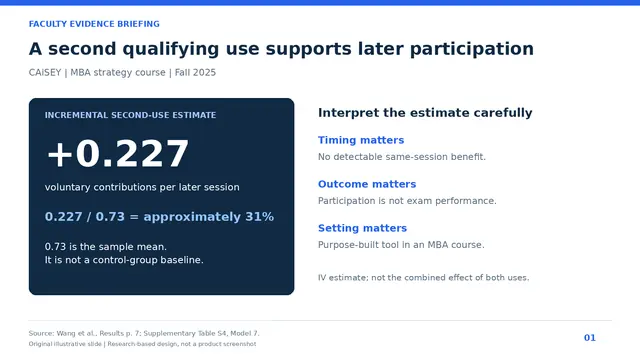 FACULTY EVIDENCE BRIEFING
A second qualifying use supports later participation
CAiSEY | MBA strategy course | Fall 2025
INCREMENTAL SECOND-USE ESTIMATE
+0.227
voluntary contributions per later session
0.227 / 0.73 = approximately 31%
0.73 is the sample mean.
It is not a control-group baseline.
Interpret the estimate carefully
Timing matters
No detectable same-session benefit.
Outcome matters
Participation is not exam performance.
Setting matters
Purpose-built tool in an MBA course.
IV estimate; not the combined effect of both uses.
Source: Wang et al., Results p. 7; Supplementary Table S4, Model 7.
Original illustrative slide | Research-based design, not a product screenshot
01